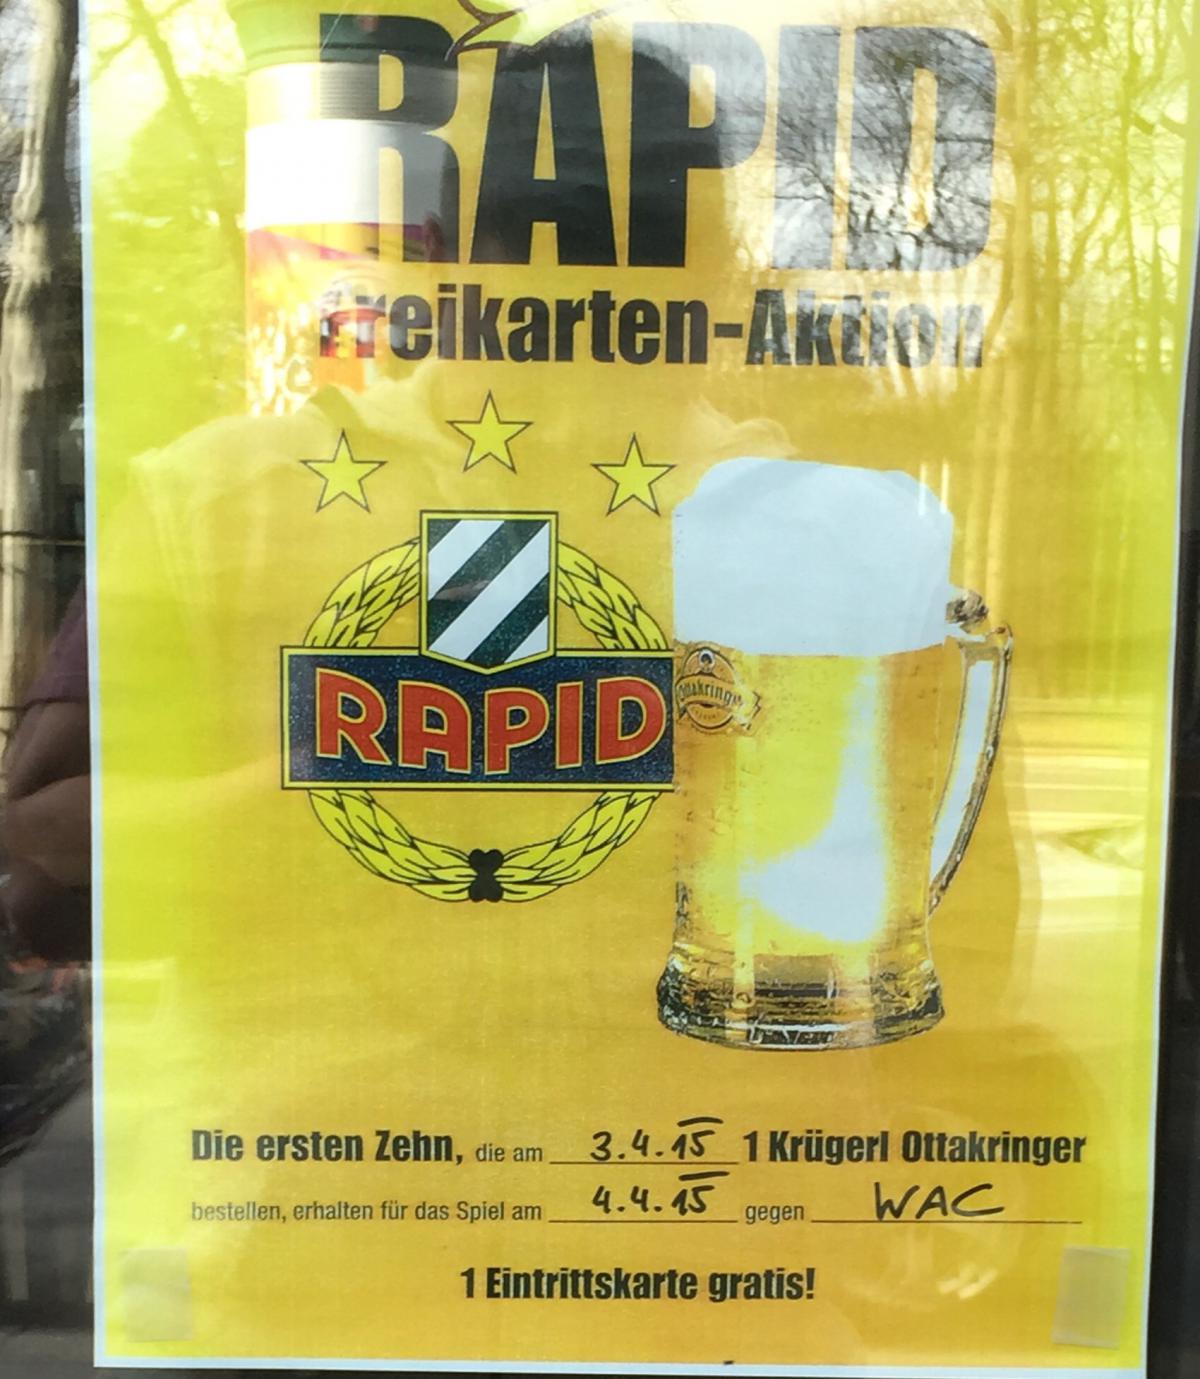 RAPID
Freikarten-Aktion
RAPID
Ottakringer
Die ersten Zehn, die am 3.4.15 1 Krügerl Ottakringer
bestellen, erhalten für das Spiel am 4.4.15 gegen WAC
1 Eintrittskarte gratis!